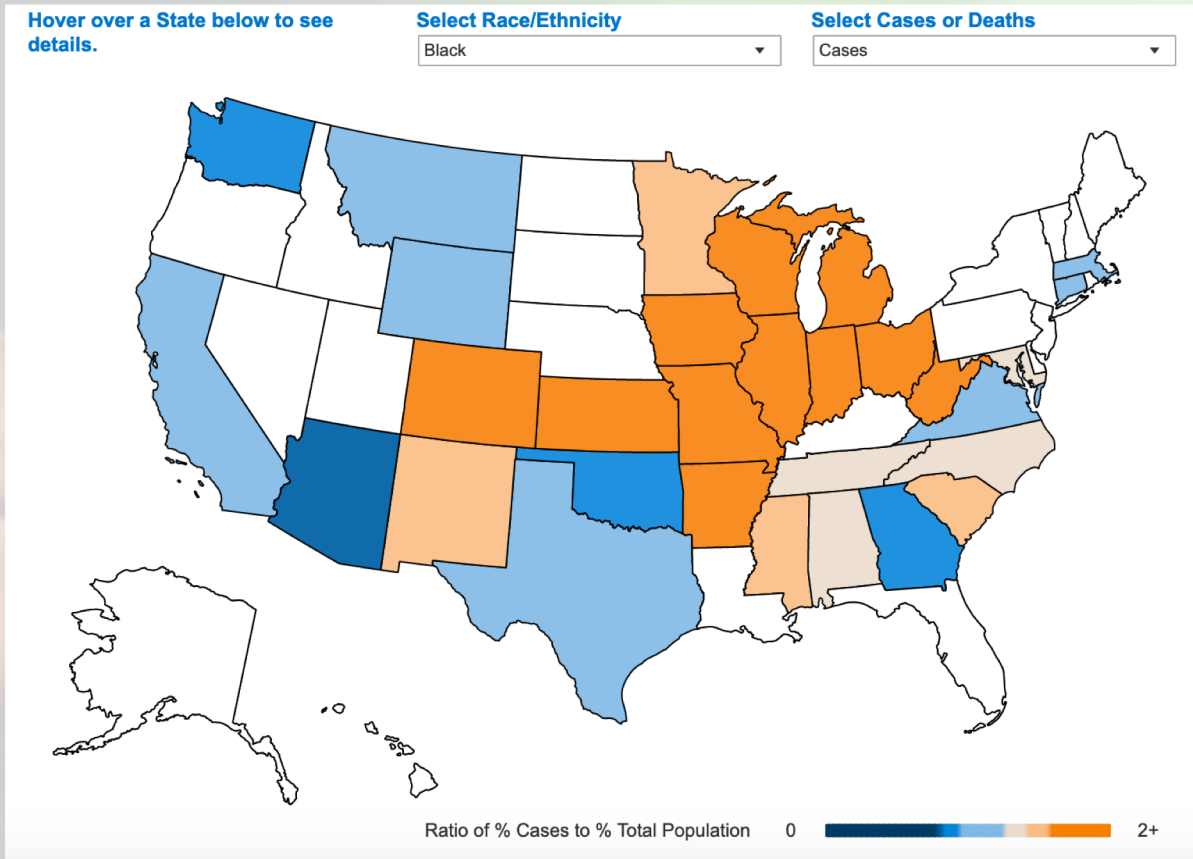 Hover over a State below to see
details.
Select Race/Ethnicity
Black
Select Cases or Deaths
Cases
Ratio of % Cases to % Total Population 0 2+